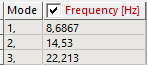 Mode Frequency [Hz]
1, 8,6867
2, 14,53
3, 22,213